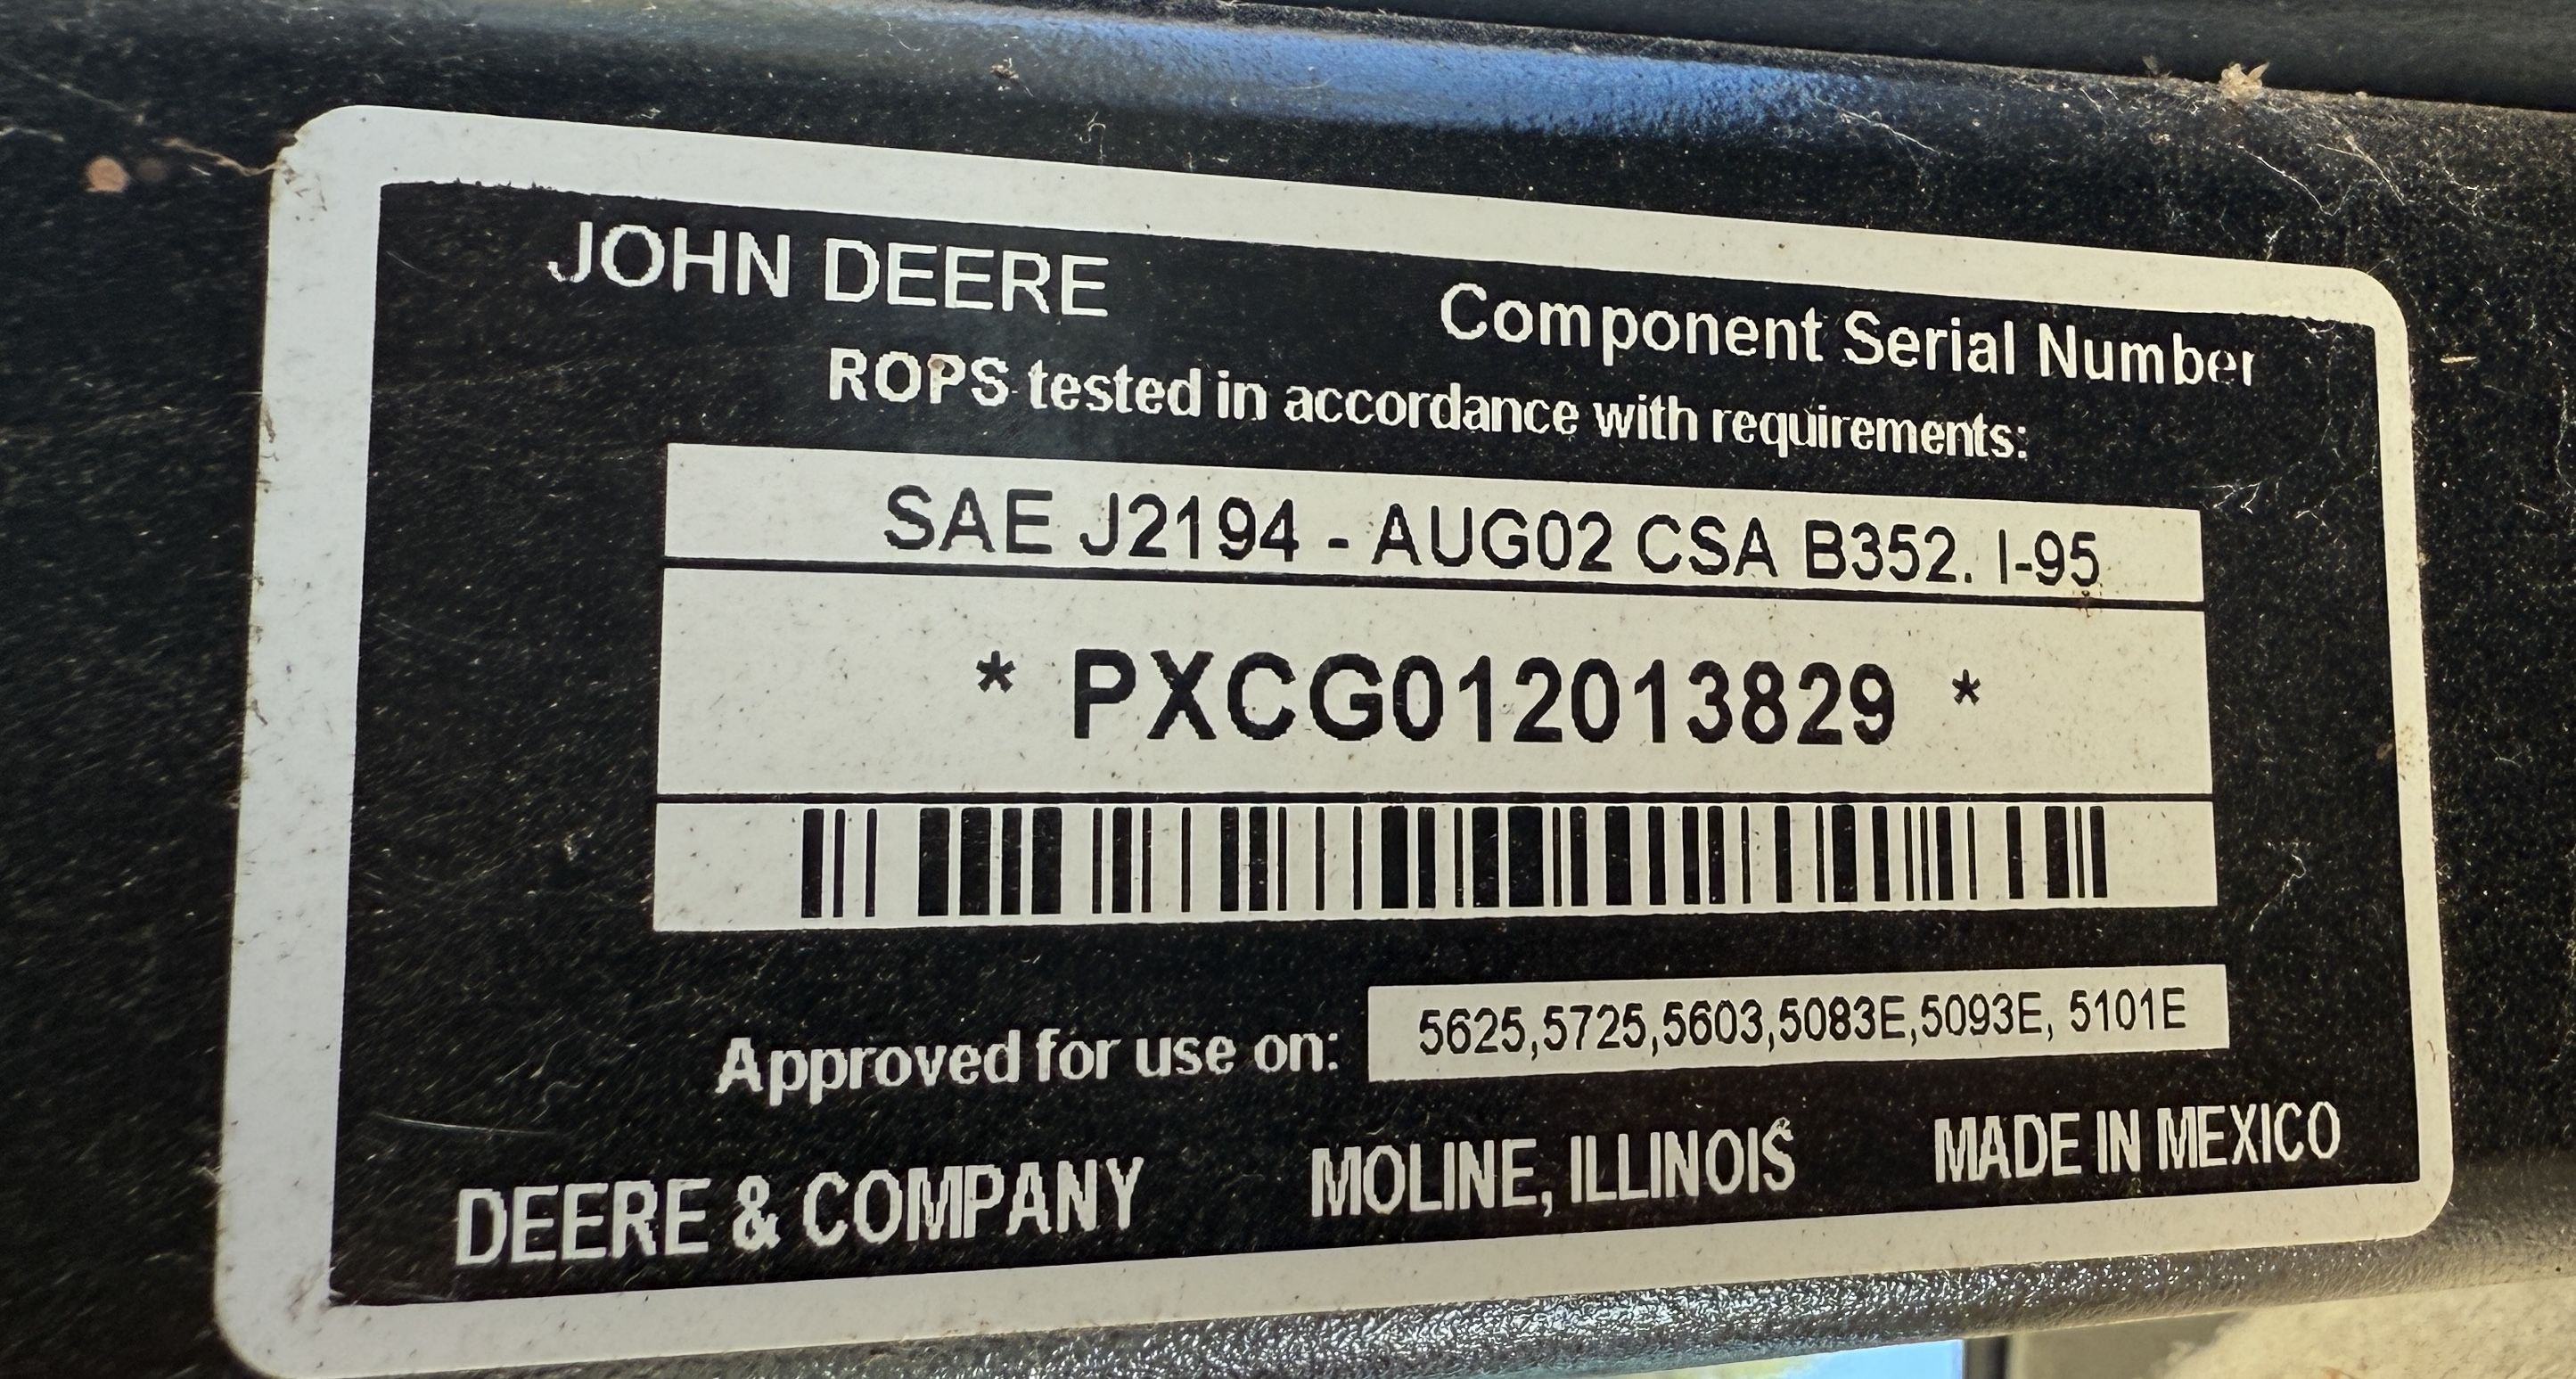 JOHN DEERE
Component Serial Number
ROPS tested in accordance with requirements:
SAE J2194 - AUG02 CSA B352. I-95
* PXCG012013829 *
Approved for use on: 5625,5725,5603,5083E,5093E, 5101E
DEERE & COMPANY MOLINE, ILLINOIS MADE IN MEXICO